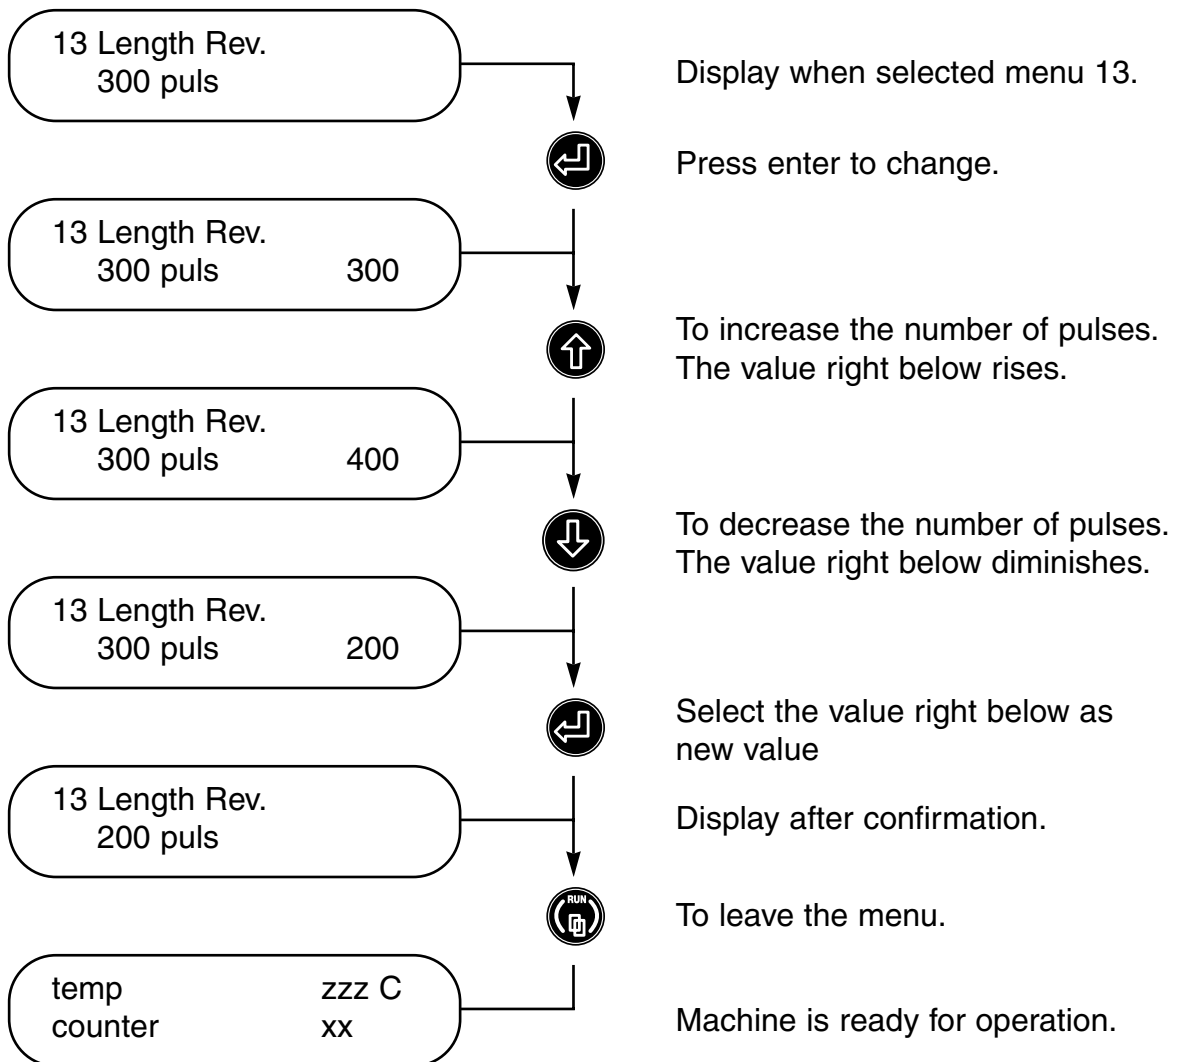 13 Length Rev.
300 puls
Display when selected menu 13.
Press enter to change.
13 Length Rev.
300 puls 300
To increase the number of pulses.
The value right below rises.
13 Length Rev.
300 puls 400
To decrease the number of pulses.
The value right below diminishes.
13 Length Rev.
300 puls 200
Select the value right below as
new value
13 Length Rev.
200 puls
Display after confirmation.
RUN
To leave the menu.
temp zzz C
counter xx
Machine is ready for operation.